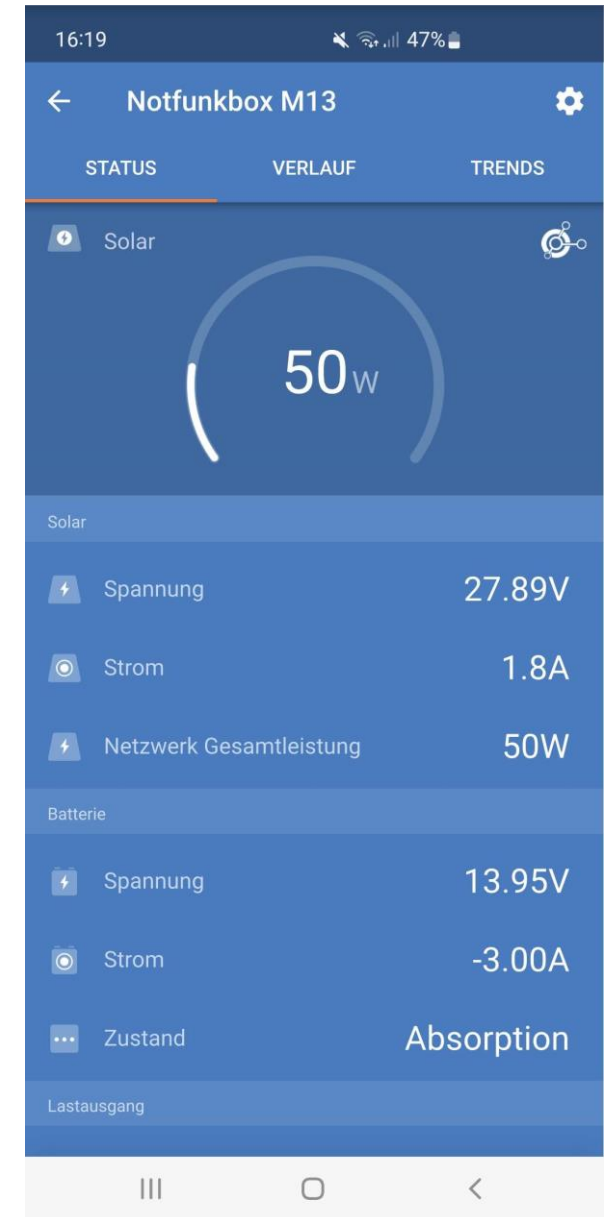 16:19 47%
Notfunkbox M13
STATUS VERLAUF TRENDS
Solar
50 W
Solar
Spannung 27.89V
Strom 1.8A
Netzwerk Gesamtleistung 50W
Batterie
Spannung 13.95V
Strom -3.00A
Zustand Absorption
Lastausgang